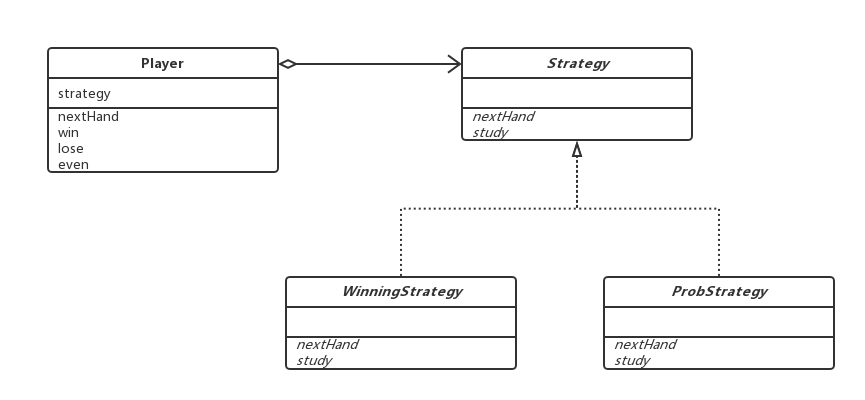 Player
strategy
nextHand
win
lose
even
Strategy
nextHand
study
WinningStrategy
nextHand
study
ProbStrategy
nextHand
study